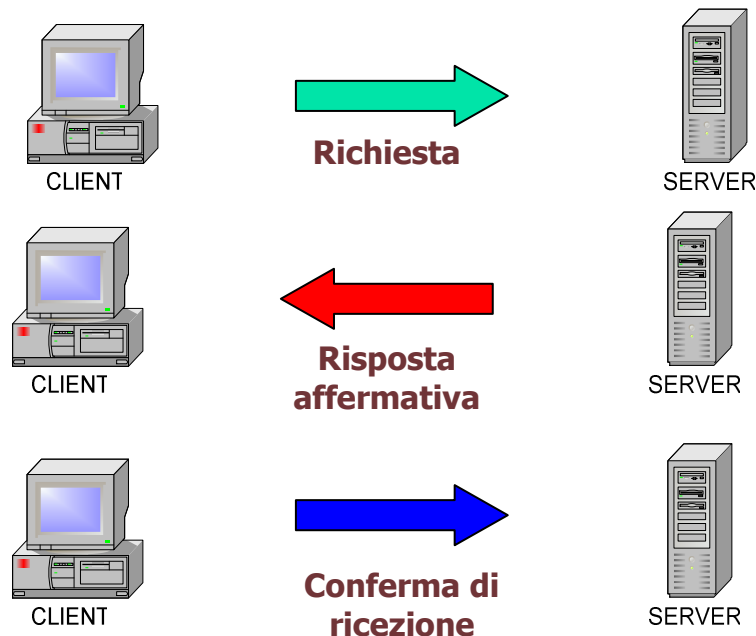 Richiesta
CLIENT
SERVER
Risposta
affermativa
CLIENT
SERVER
Conferma di
ricezione
CLIENT
SERVER